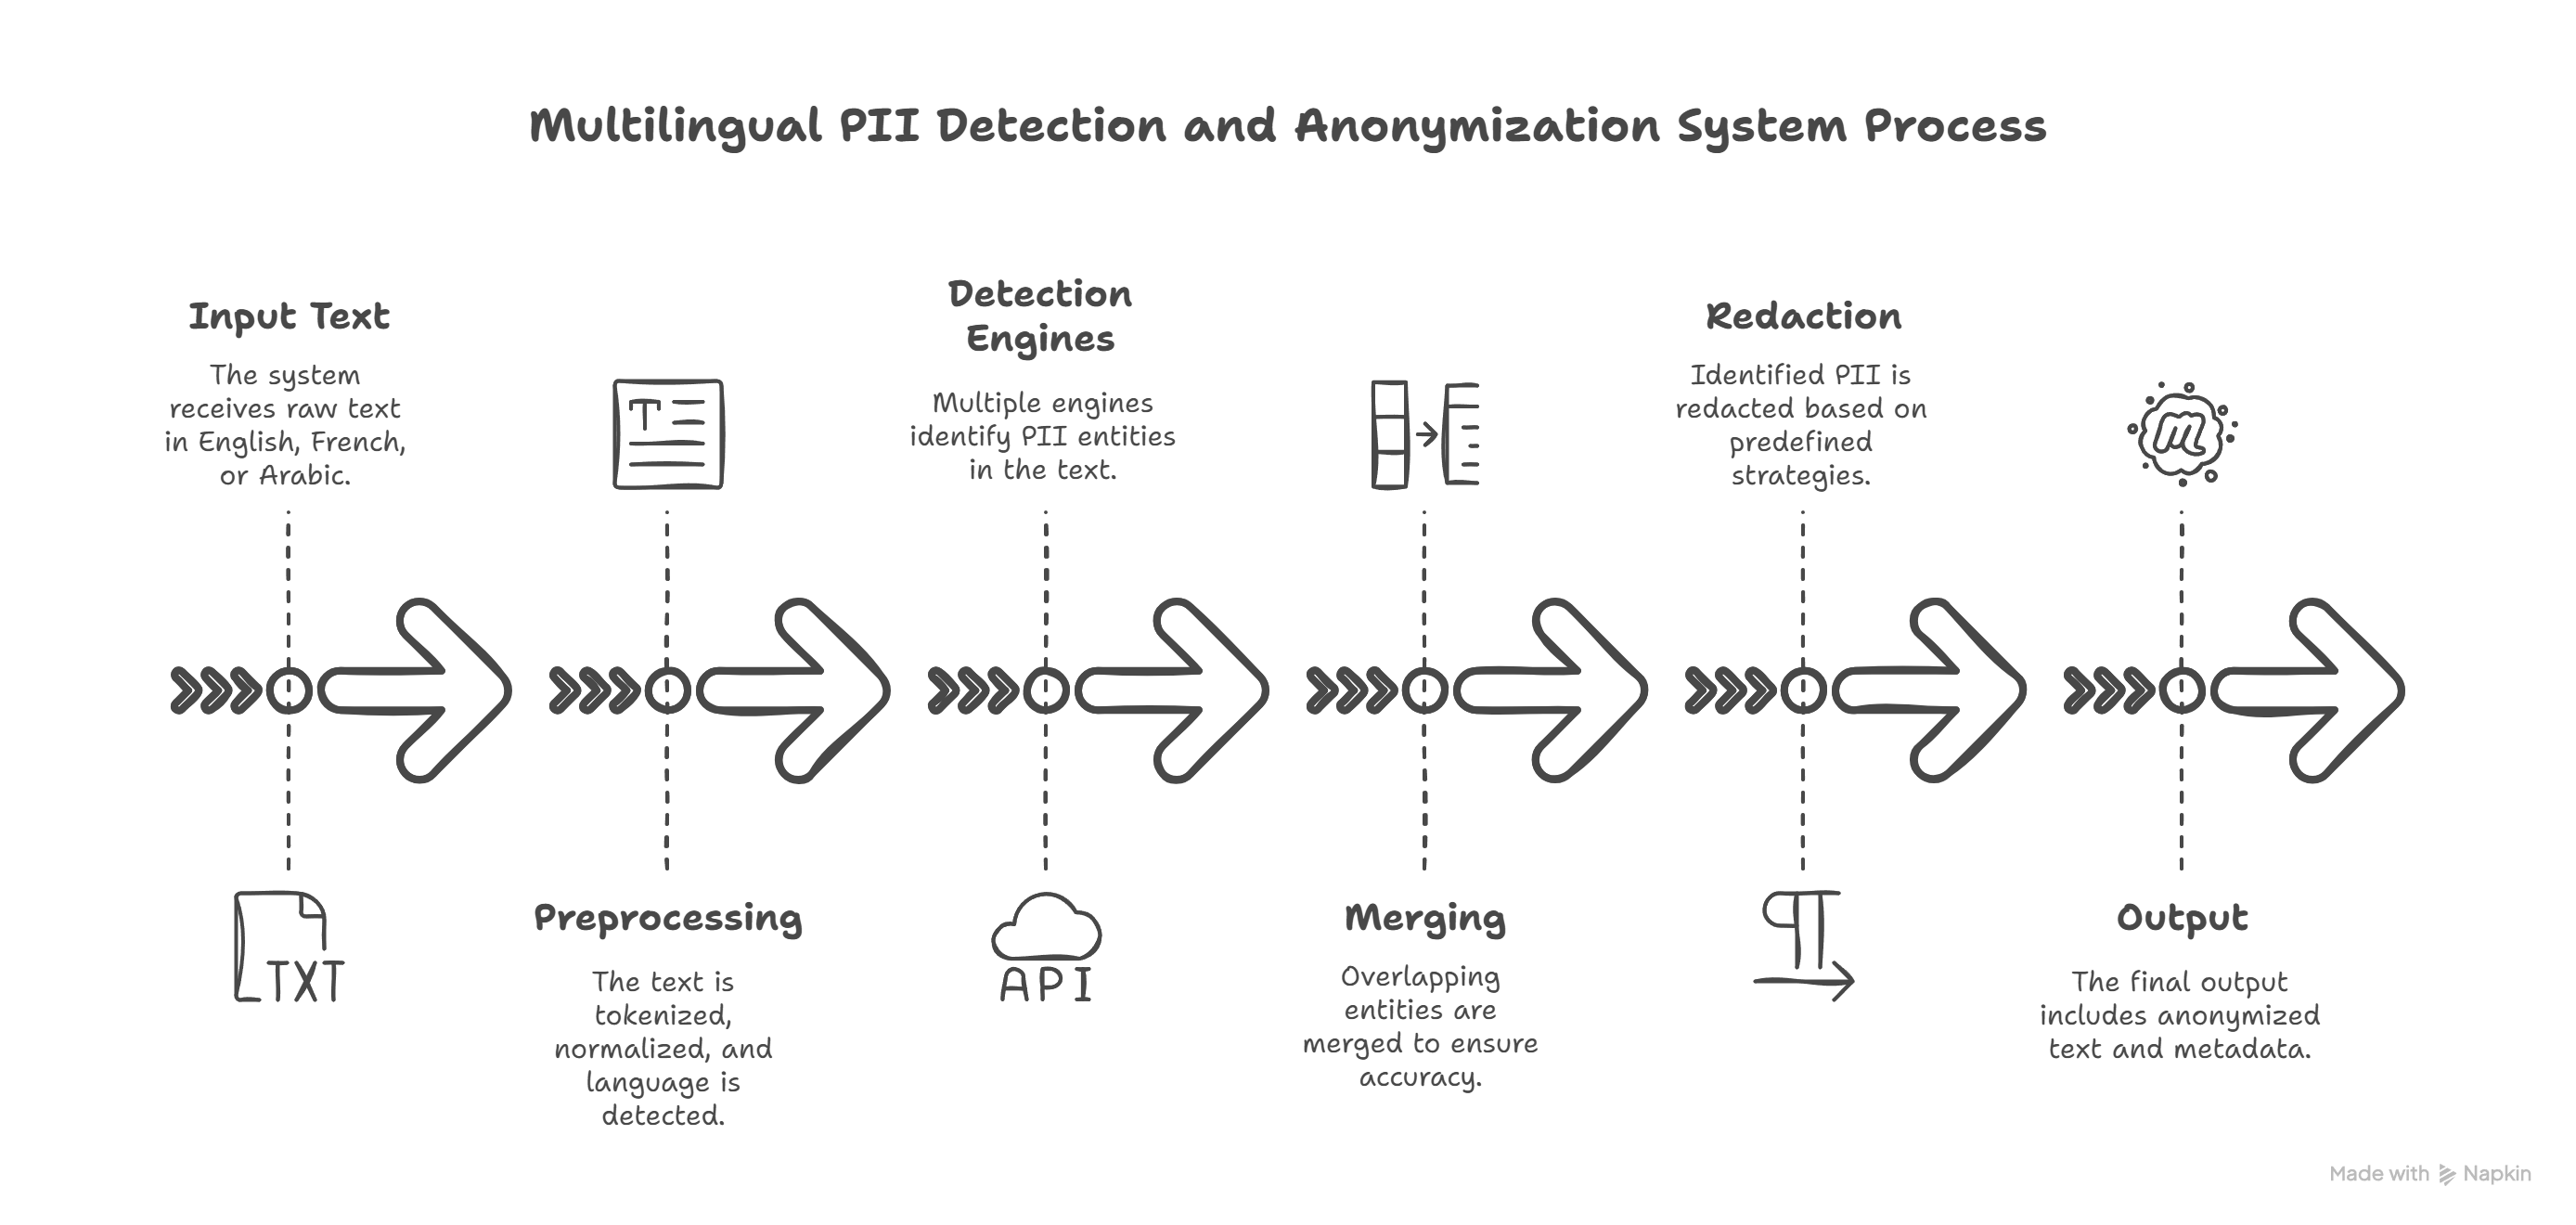 Multilingual PII Detection and Anonymization System Process
Input Text
The system
receives raw text
in English, French,
or Arabic.
TXT
T
Preprocessing
The text is
tokenized,
normalized, and
language is
detected.
Detection
Engines
Multiple engines
identify PII entities
in the text.
API
Merging
Overlapping
entities are
merged to ensure
accuracy.
Redaction
Identified PII is
redacted based on
predefined
strategies.
m
Output
The final output
includes anonymized
text and metadata.
Made with Napkin